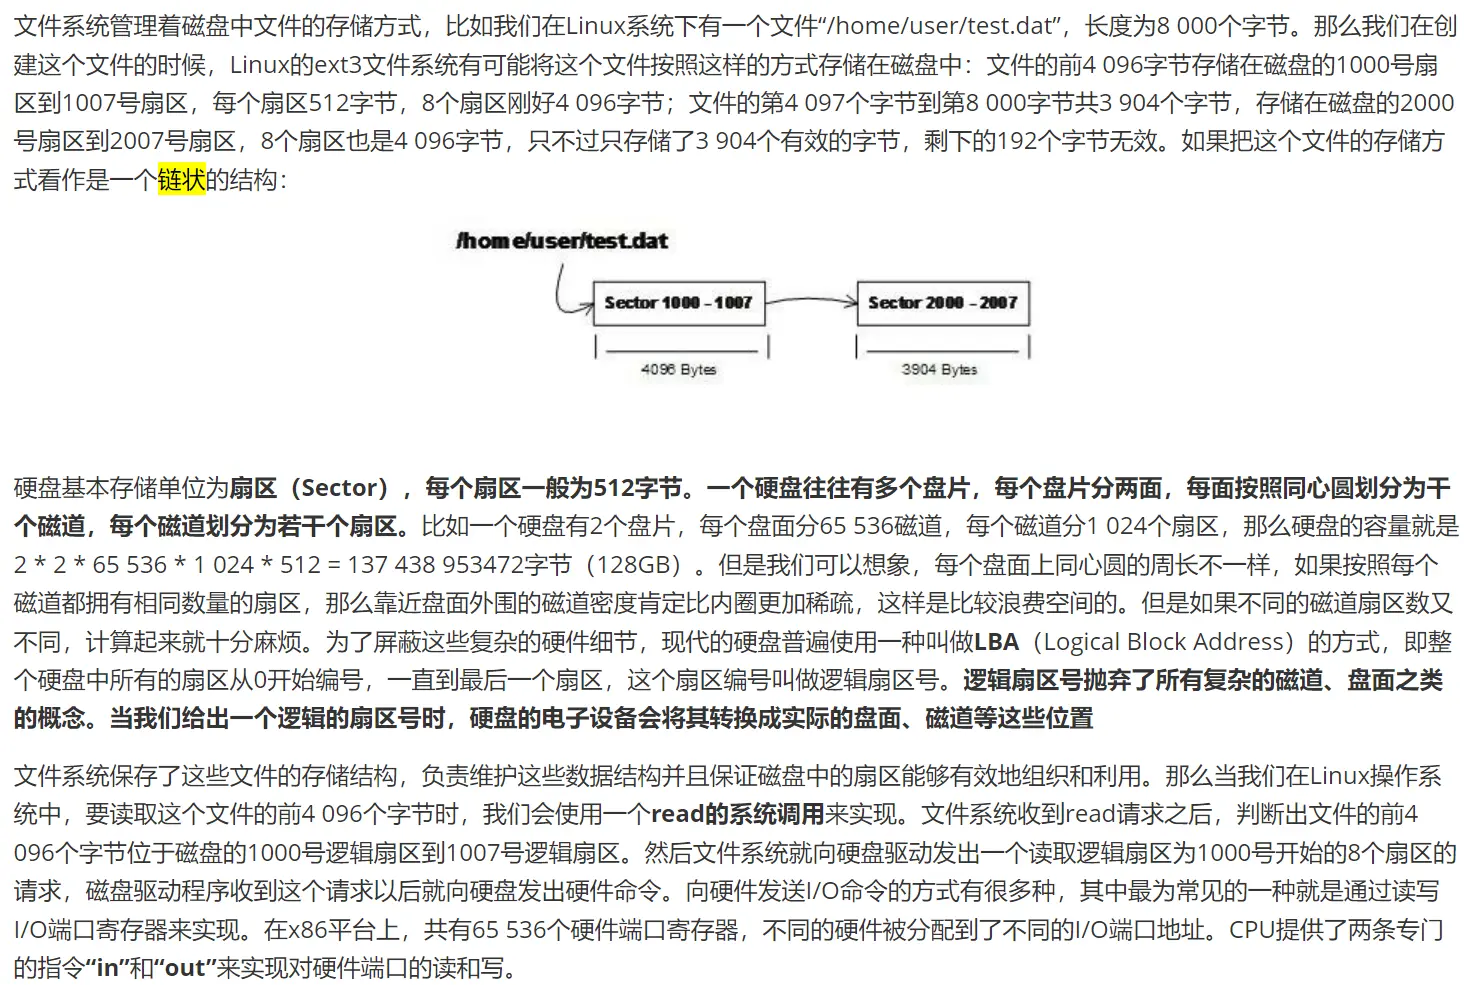 文件系统管理着磁盘中文件的存储方式，比如我们在Linux系统下有一个文件“/home/user/test.dat”，长度为8 000个字节。那么我们在创
建这个文件的时候，Linux的ext3文件系统有可能将这个文件按照这样的方式存储在磁盘中：文件的前4 096字节存储在磁盘的1000号扇
区到1007号扇区，每个扇区512字节，8个扇区刚好4 096字节；文件的第4 097个字节到第8 000字节共3 904个字节，存储在磁盘的2000
号扇区到2007号扇区，8个扇区也是4 096字节，只不过只存储了3 904个有效的字节，剩下的192个字节无效。如果把这个文件的存储方
式看作是一个链状的结构：
/home/user/test.dat
Sector 1000 – 1007
Sector 2000 – 2007
4096 Bytes
3904 Bytes
硬盘基本存储单位为扇区（Sector），每个扇区一般为512字节。一个硬盘往往有多个盘片，每个盘片分两面，每面按照同心圆划分为干
个磁道，每个磁道划分为若干个扇区。比如一个硬盘有2个盘片，每个盘面分65 536磁道，每个磁道分1 024个扇区，那么硬盘的容量就是
2 * 2 * 65 536 * 1 024 * 512 = 137 438 953472字节（128GB）。但是我们可以想象，每个盘面上同心圆的周长不一样，如果按照每个
磁道都拥有相同数量的扇区，那么靠近盘面外围的磁道密度肯定比内圈更加稀疏，这样是比较浪费空间的。但是如果不同的磁道扇区数又
不同，计算起来就十分麻烦。为了屏蔽这些复杂的硬件细节，现代的硬盘普遍使用一种叫做LBA（Logical Block Address）的方式，即整
个硬盘中所有的扇区从0开始编号，一直到最后一个扇区，这个扇区编号叫做逻辑扇区号。逻辑扇区号抛弃了所有复杂的磁道、盘面之类
的概念。当我们给出一个逻辑的扇区号时，硬盘的电子设备会将其转换成实际的盘面、磁道等这些位置
文件系统保存了这些文件的存储结构，负责维护这些数据结构并且保证磁盘中的扇区能够有效地组织和利用。那么当我们在Linux操作系
统中，要读取这个文件的前4 096个字节时，我们会使用一个read的系统调用来实现。文件系统收到read请求之后，判断出文件的前4
096个字节位于磁盘的1000号逻辑扇区到1007号逻辑扇区。然后文件系统就向硬盘驱动发出一个读取逻辑扇区为1000号开始的8个扇区的
请求，磁盘驱动程序收到这个请求以后就向硬盘发出硬件命令。向硬件发送I/O命令的方式有很多种，其中最为常见的一种就是通过读写
I/O端口寄存器来实现。在x86平台上，共有65 536个硬件端口寄存器，不同的硬件被分配到了不同的I/O端口地址。CPU提供了两条专门
的指令“in”和“out”来实现对硬件端口的读和写。